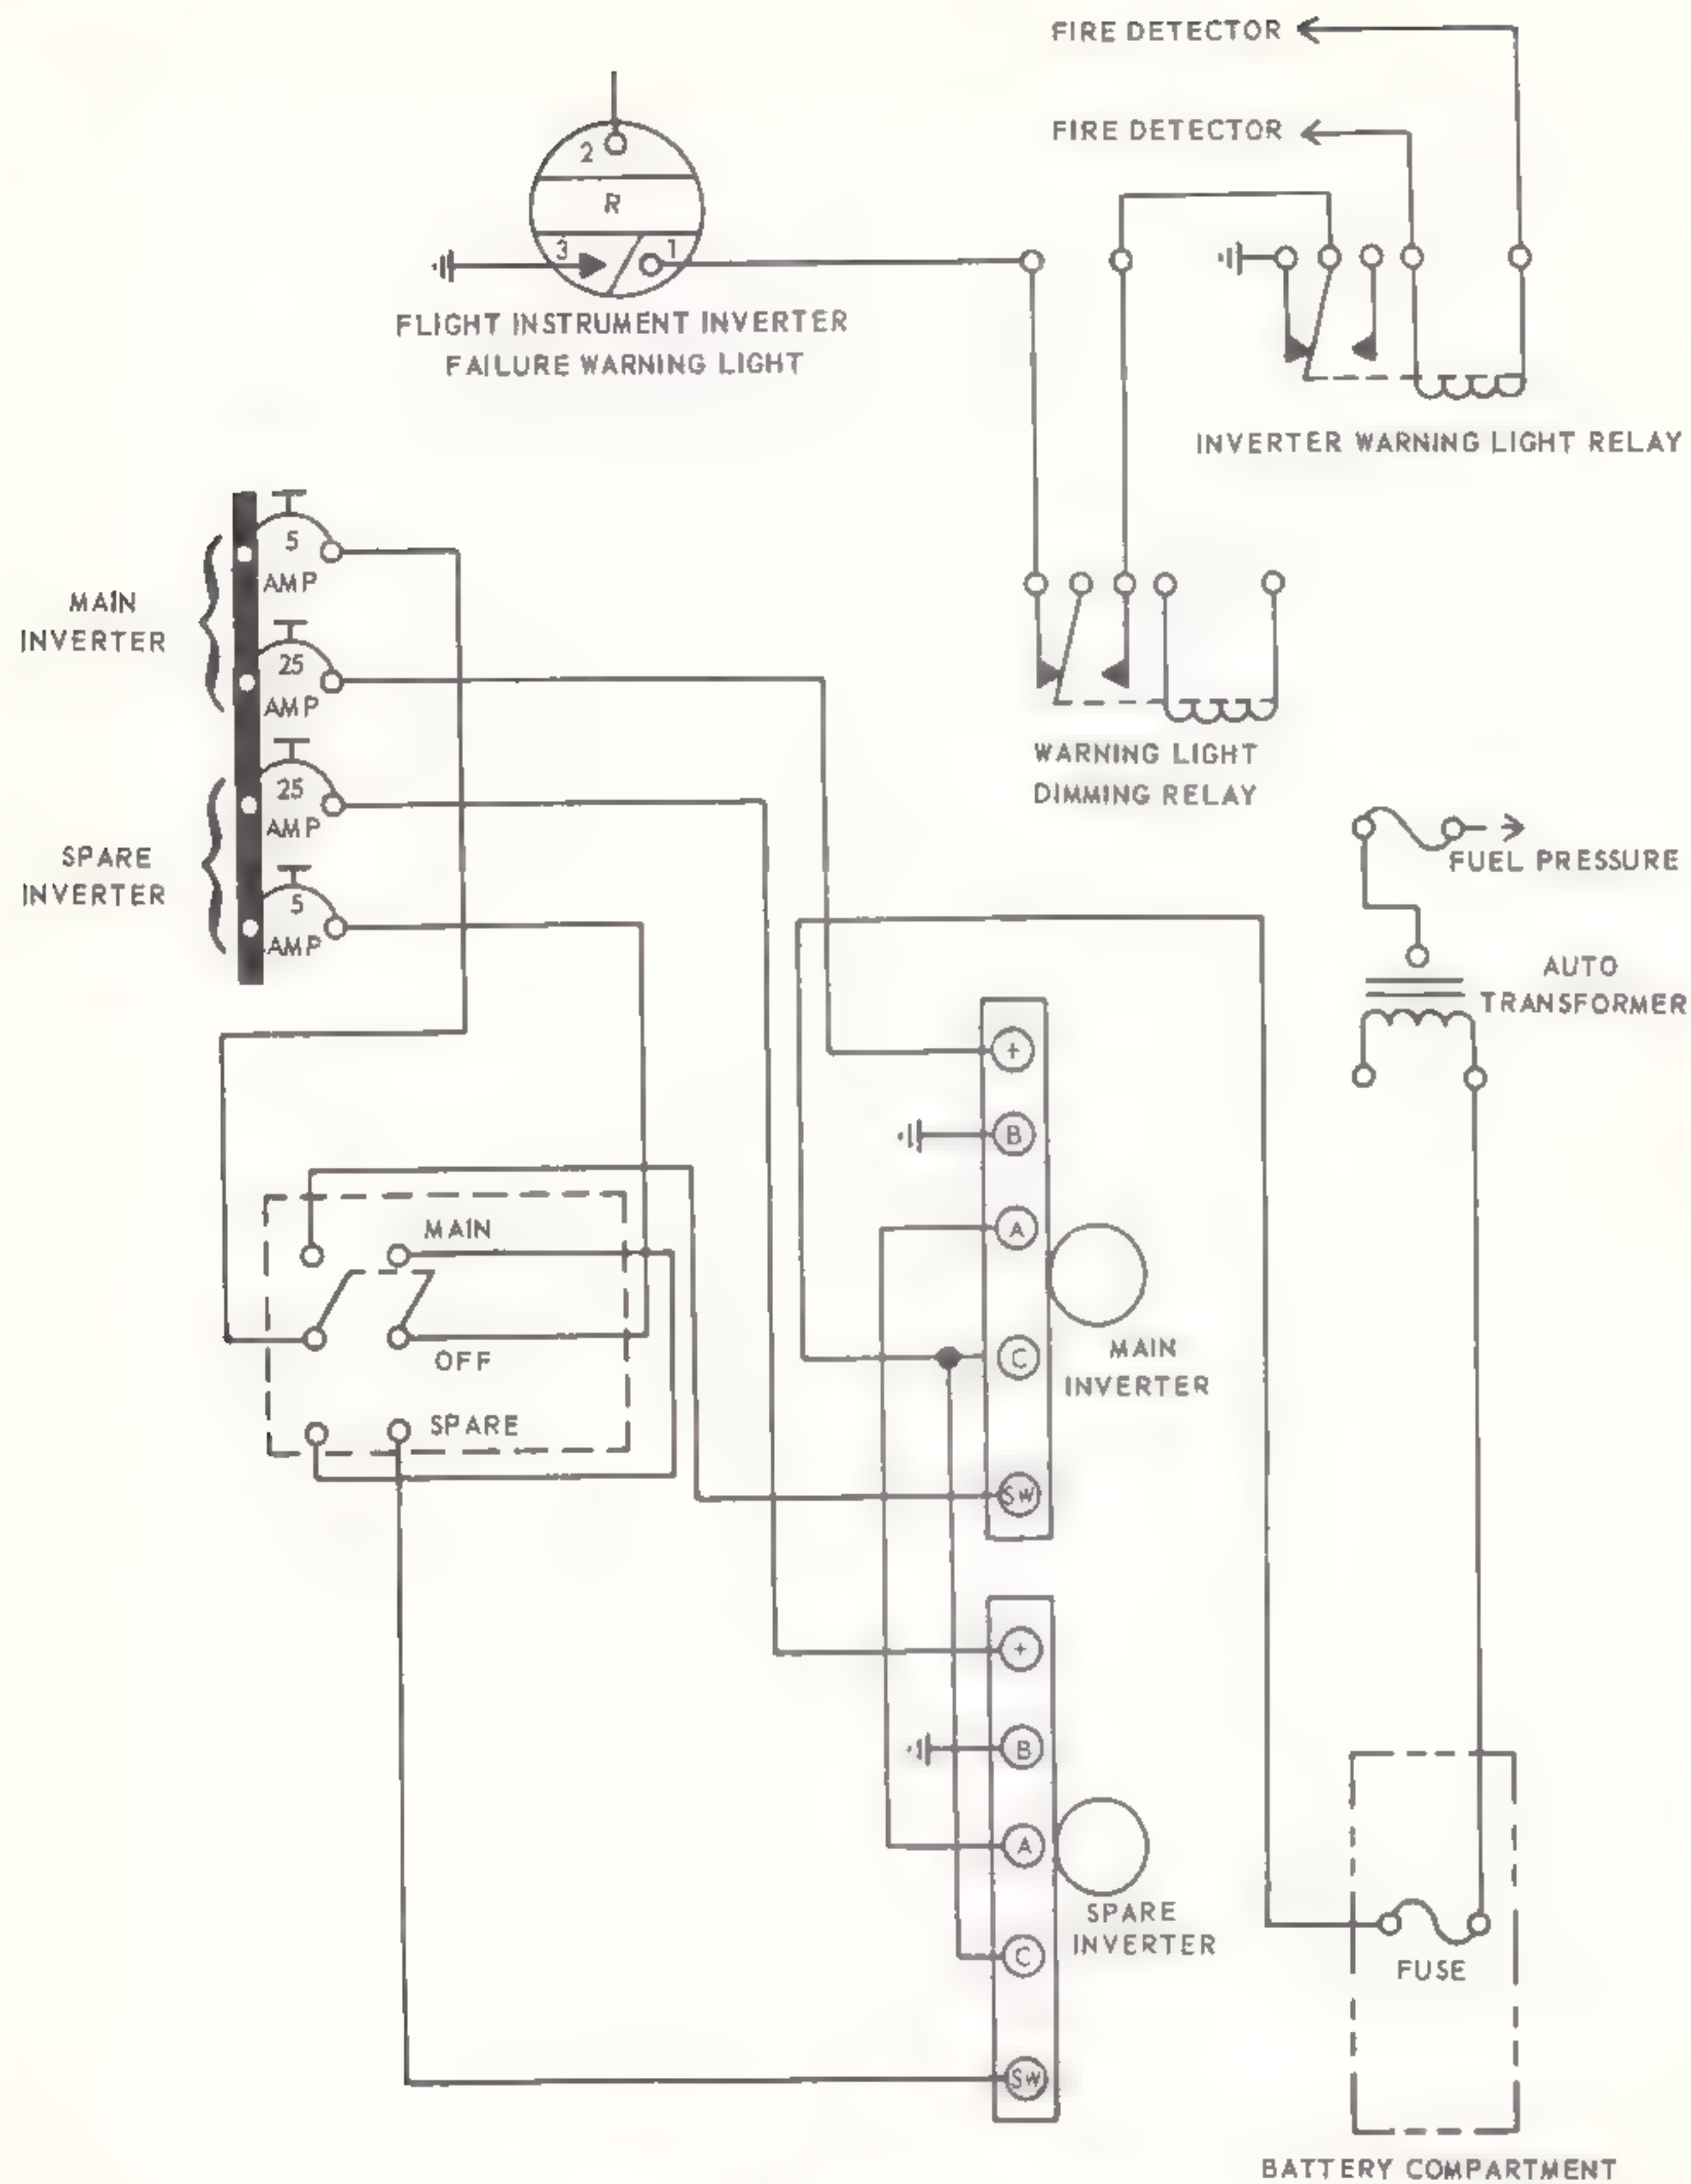 FIRE DETECTOR
FIRE DETECTOR
2
R
3
1
FLIGHT INSTRUMENT INVERTER
FAILURE WARNING LIGHT
INVERTER WARNING LIGHT RELAY
5
AMP
MAIN
INVERTER
25
AMP
25
AMP
SPARE
INVERTER
5
AMP
WARNING LIGHT
DIMMING RELAY
FUEL PRESSURE
AUTO
TRANSFORMER
+
B
A
C
SW
MAIN
INVERTER
MAIN
OFF
SPARE
+
B
A
C
SW
SPARE
INVERTER
FUSE
BATTERY COMPARTMENT